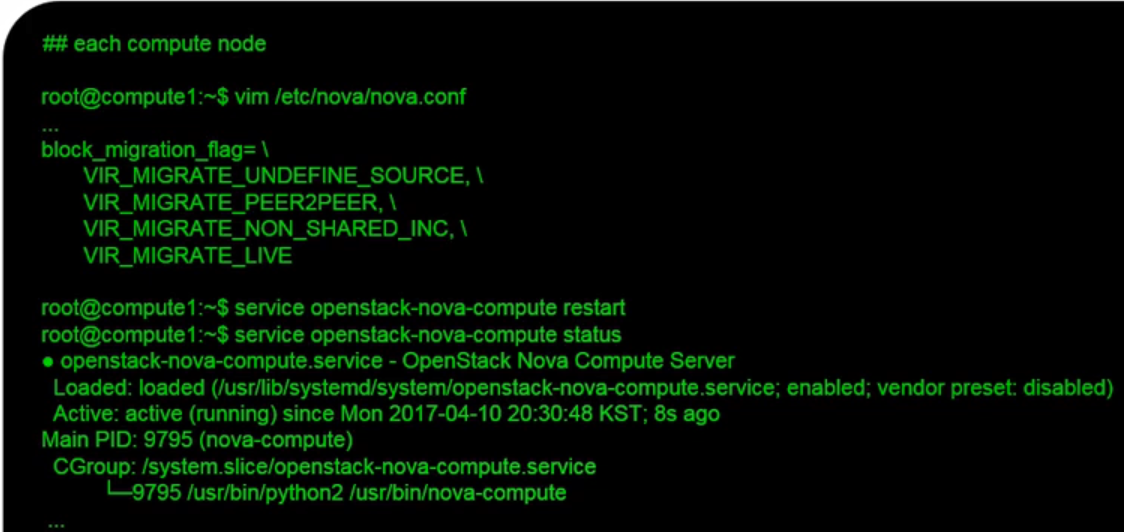 ## each compute node
root@compute1:~$ vim /etc/nova/nova.conf
...
block_migration_flag= \
VIR_MIGRATE_UNDEFINE_SOURCE, \
VIR_MIGRATE_PEER2PEER, \
VIR_MIGRATE_NON_SHARED_INC, \
VIR_MIGRATE_LIVE
root@compute1:~$ service openstack-nova-compute restart
root@compute1:~$ service openstack-nova-compute status
● openstack-nova-compute.service - OpenStack Nova Compute Server
Loaded: loaded (/usr/lib/systemd/system/openstack-nova-compute.service; enabled; vendor preset: disabled)
Active: active (running) since Mon 2017-04-10 20:30:48 KST; 8s ago
Main PID: 9795 (nova-compute)
CGroup: /system.slice/openstack-nova-compute.service
└─9795 /usr/bin/python2 /usr/bin/nova-compute
...